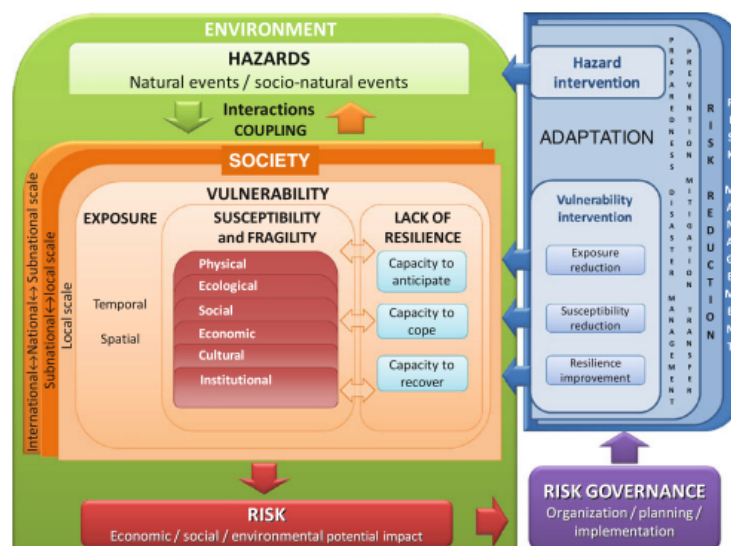 ENVIRONMENT
HAZARDS
Natural events / socio-natural events
Interactions
COUPLING
SOCIETY
International↔National↔ Subnational scale
Subnational↔local scale
Local scale
VULNERABILITY
EXPOSURE
Temporal
Spatial
SUSCEPTIBILITY
and FRAGILITY
Physical
Ecological
Social
Economic
Cultural
Institutional
LACK OF
RESILIENCE
Capacity to
anticipate
Capacity to
cope
Capacity to
recover
RISK
Economic / social / environmental potential impact
Hazard
intervention
ADAPTATION
Vulnerability
intervention
Exposure
reduction
Susceptibility
reduction
Resilience
improvement
PREPAREDNESS DISASTER MANAGEMENT
PREVENTION MITIGATION TRANSFER
RISK REDUCTION
RISK MANAGEMENT
RISK GOVERNANCE
Organization / planning /
implementation